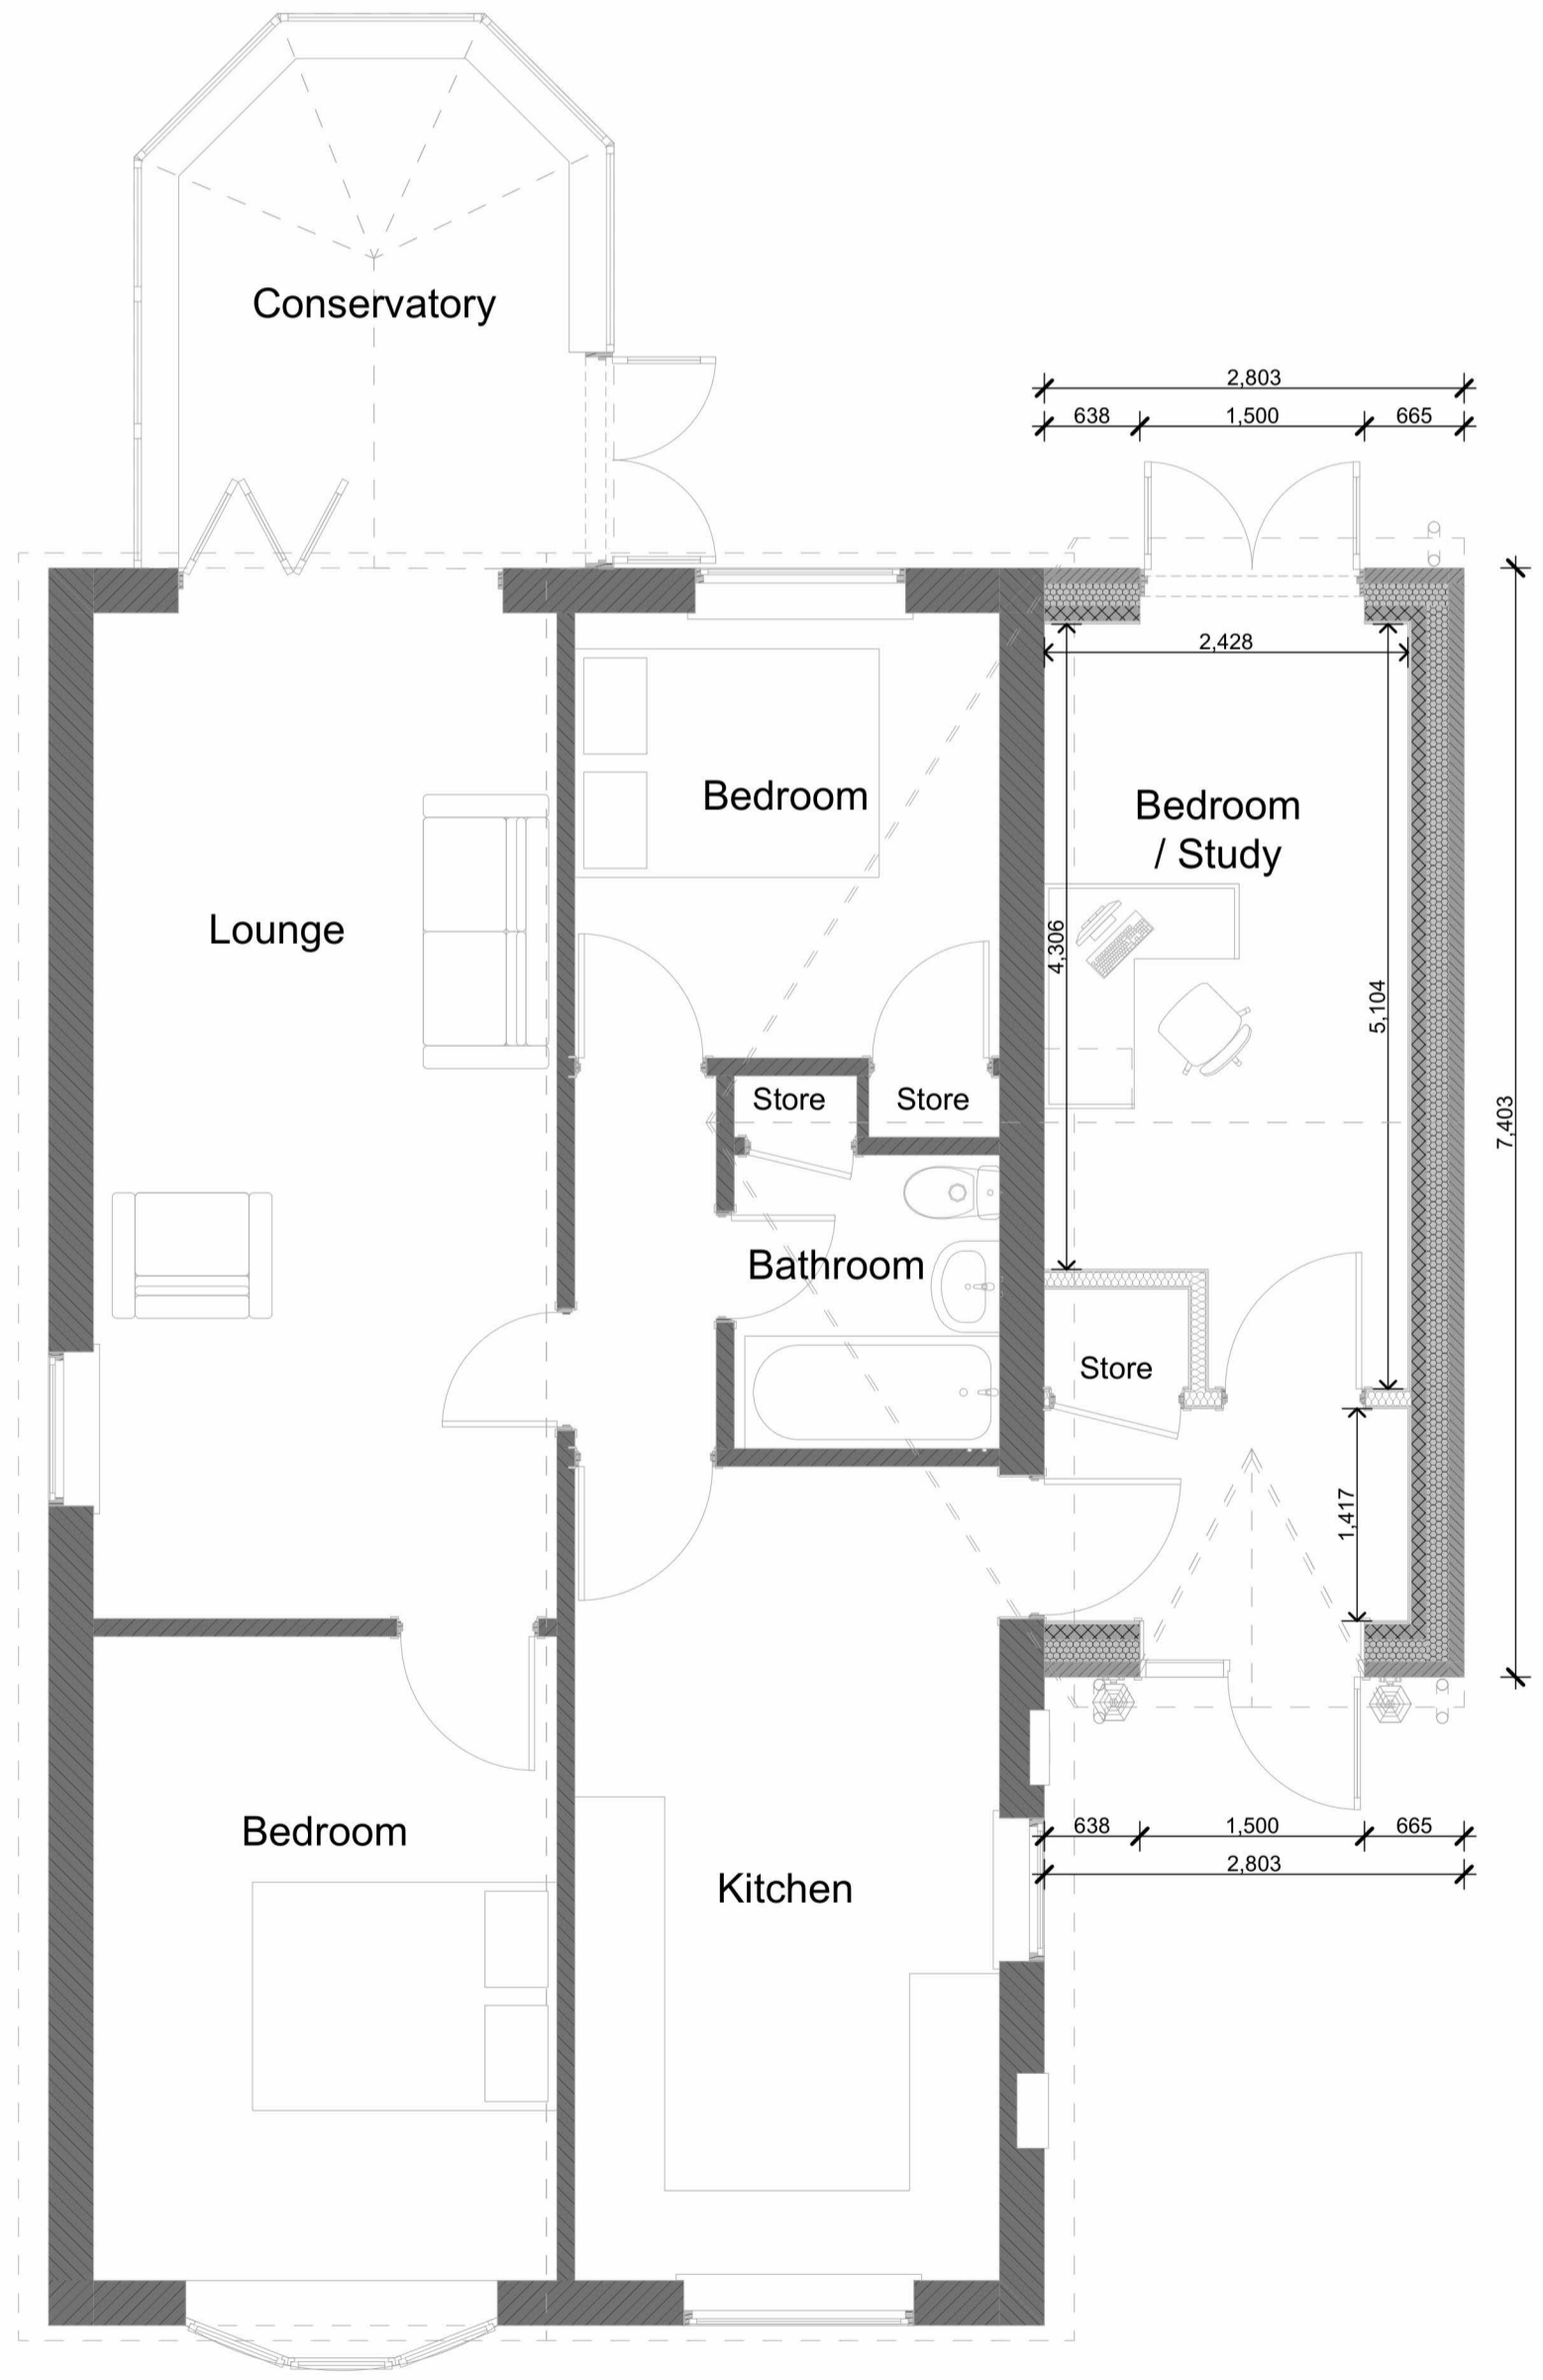 Conservatory
2,803
638 1,500 665
2,428
Bedroom
Bedroom
/ Study
Lounge
4,306
5,104
7,403
Store
Store
Bathroom
Store
1,417
Bedroom
Kitchen
638 1,500 665
2,803